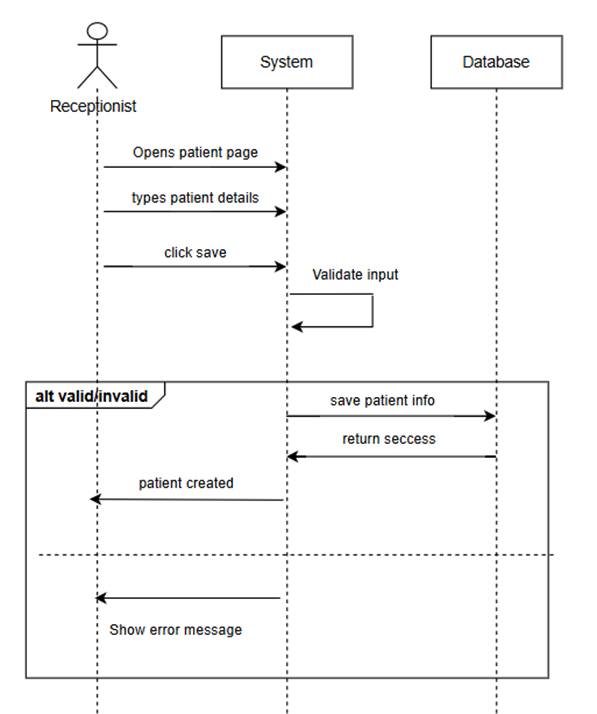 System
Database
Receptionist
Opens patient page
types patient details
click save
Validate input
alt valid/invalid
save patient info
return seccess
patient created
Show error message